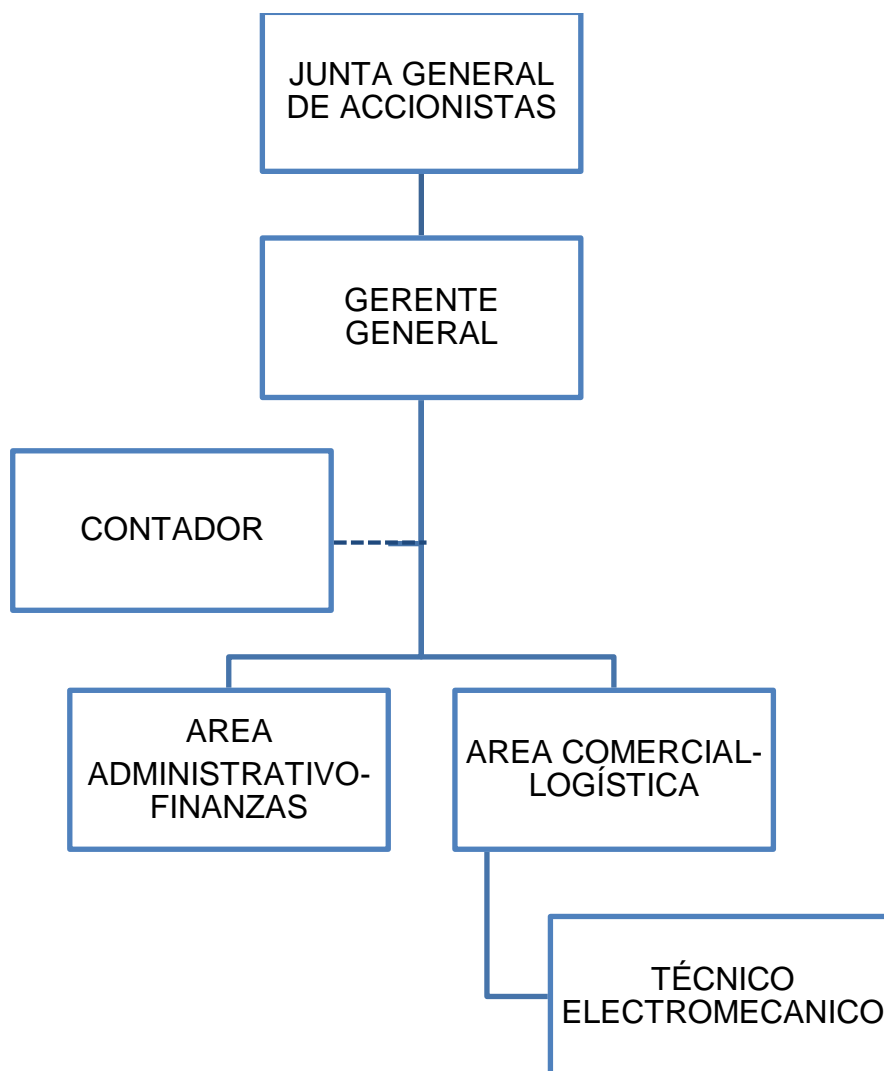 JUNTA GENERAL
DE ACCIONISTAS
GERENTE
GENERAL
CONTADOR
AREA
ADMINISTRATIVO-
FINANZAS
AREA COMERCIAL-
LOGÍSTICA
TÉCNICO
ELECTROMECANICO